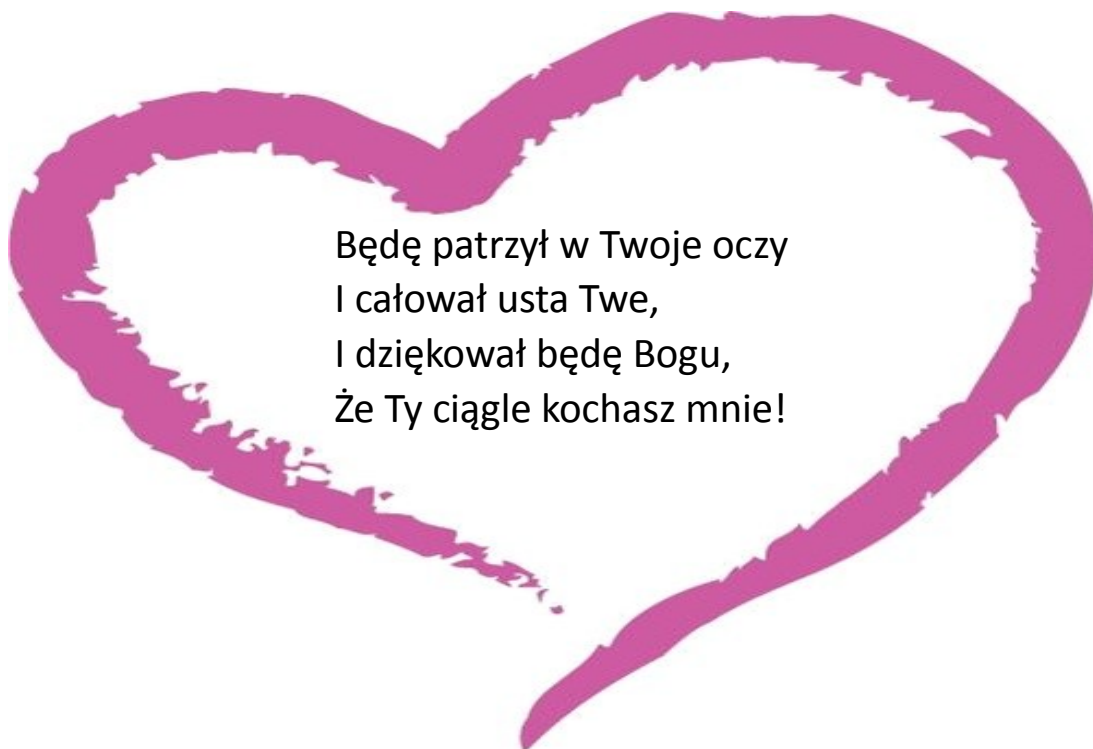 Będę patrzył w Twoje oczy
I całował usta Twe,
I dziękował będę Bogu,
Że Ty ciągle kochasz mnie!